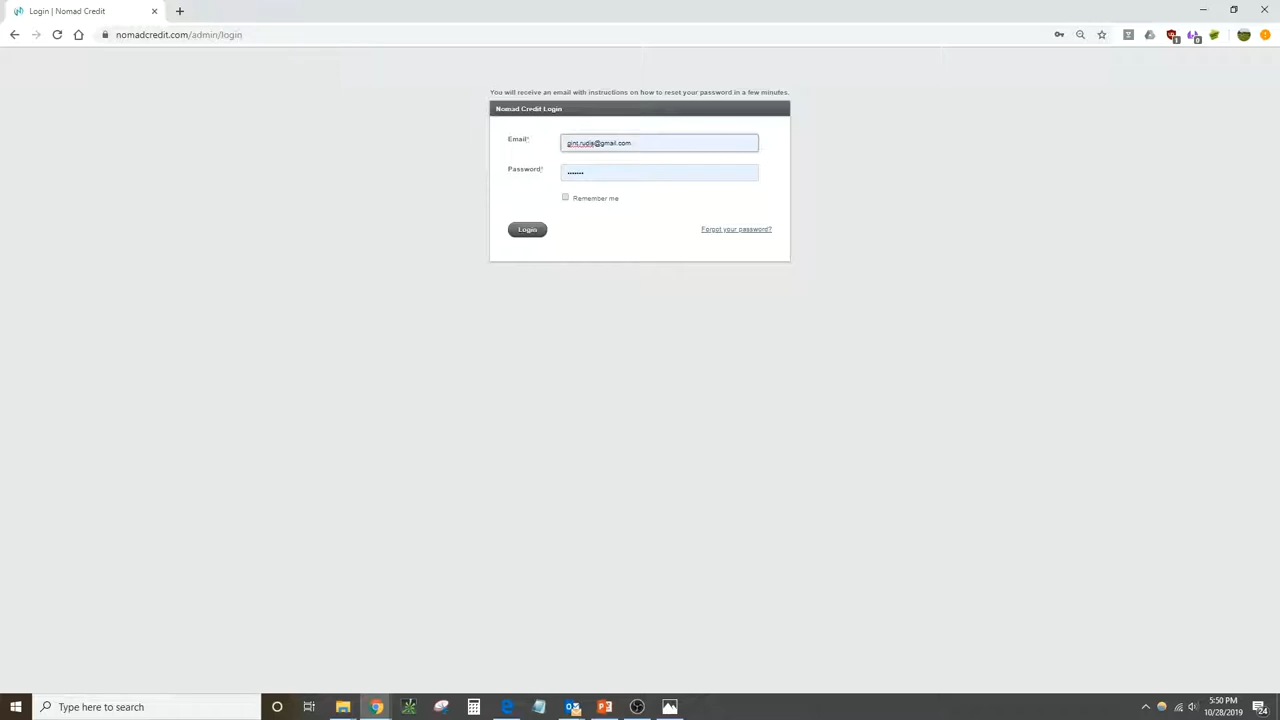 Login | Nomad Credit
nomadcredit.com/admin/login
You will receive an email with instructions on how to reset your password in a few minutes.
Nomad Credit Login
Email*
@gmail.com
Password*
•••••••
Remember me
Login
Forgot your password?
Type here to search
5:50 PM
10/28/2019